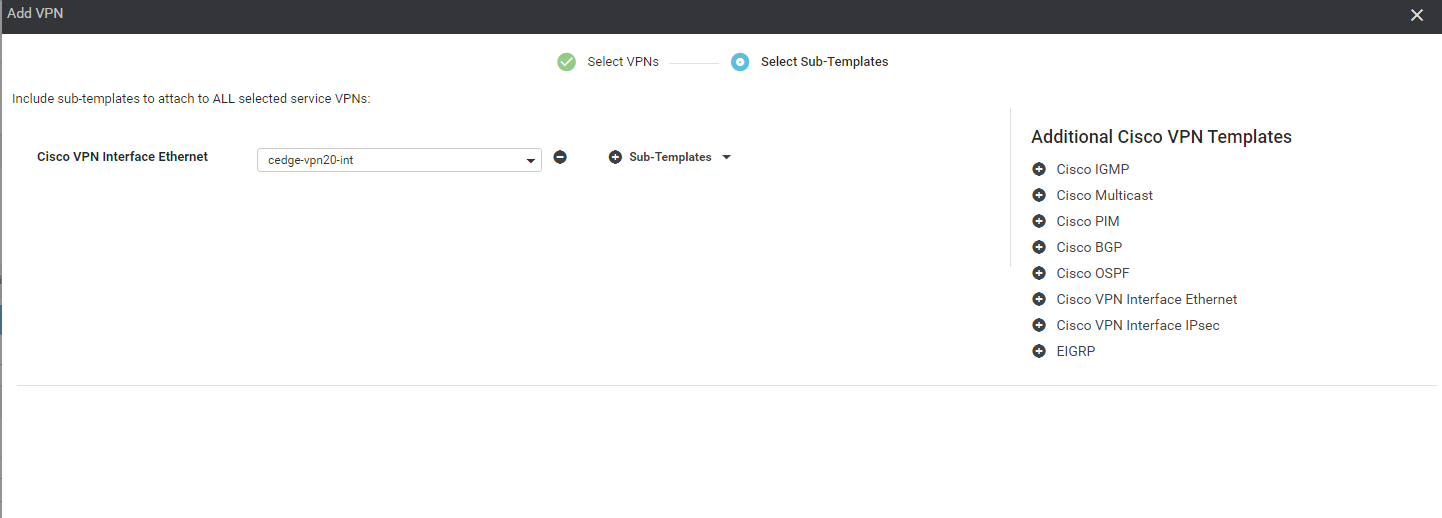 Add VPN
Select VPNs
Select Sub-Templates
Include sub-templates to attach to ALL selected service VPNs:
Cisco VPN Interface Ethernet
cedge-vpn20-int
Sub-Templates
Additional Cisco VPN Templates
Cisco IGMP
Cisco Multicast
Cisco PIM
Cisco BGP
Cisco OSPF
Cisco VPN Interface Ethernet
Cisco VPN Interface IPsec
EIGRP